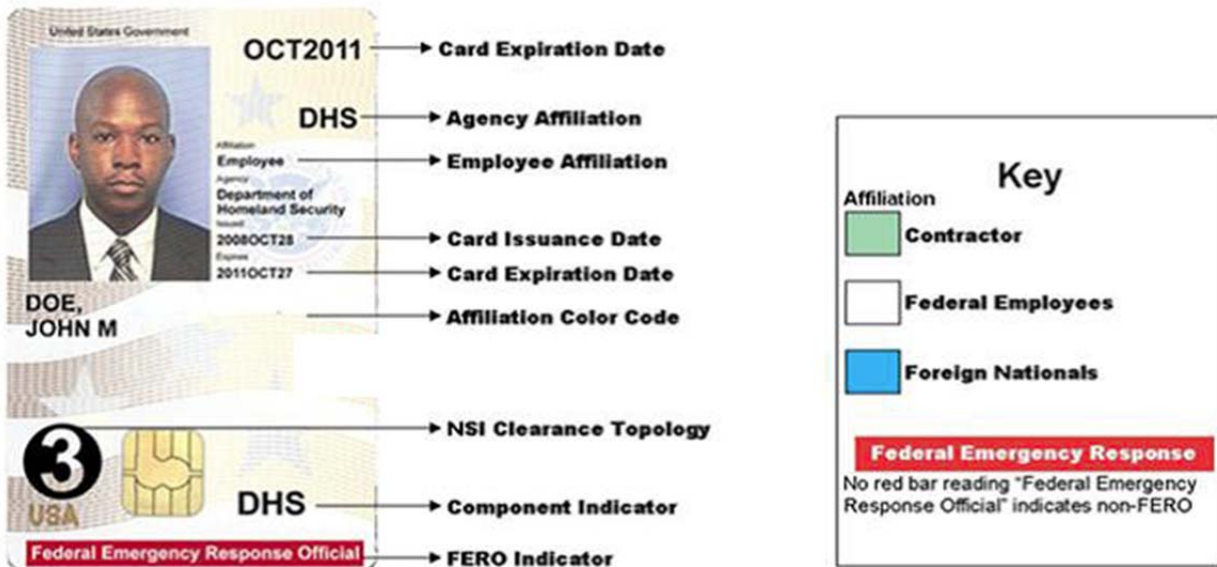 United States Government
OCT2011
Card Expiration Date
DHS
Agency Affiliation
Affiliation
Employee
Employee Affiliation
Agency
Department of
Homeland Security
Issued
2008OCT28
Card Issuance Date
Expires
2011OCT27
Card Expiration Date
DOE,
JOHN M
Affiliation Color Code
3
USA
NSI Clearance Topology
DHS
Component Indicator
Federal Emergency Response Official
FERO Indicator
Key
Affiliation
Contractor
Federal Employees
Foreign Nationals
Federal Emergency Response
No red bar reading “Federal Emergency
Response Official” indicates non-FERO